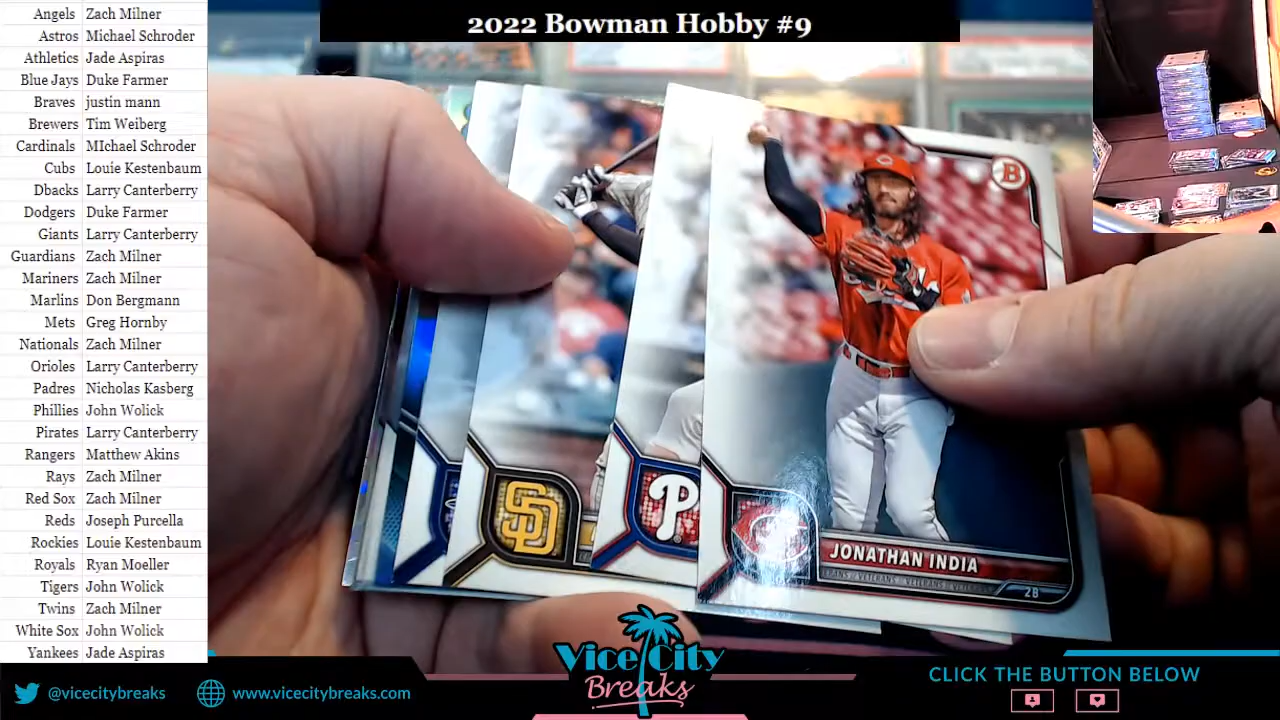 2022 Bowman Hobby #9
Angels Zach Milner
Astros Michael Schroder
Athletics Jade Aspiras
Blue Jays Duke Farmer
Braves justin mann
Brewers Tim Weiberg
Cardinals MIchael Schroder
Cubs Louie Kestenbaum
Dbacks Larry Canterberry
Dodgers Duke Farmer
Giants Larry Canterberry
Guardians Zach Milner
Mariners Zach Milner
Marlins Don Bergmann
Mets Greg Hornby
Nationals Zach Milner
Orioles Larry Canterberry
Padres Nicholas Kasberg
Phillies John Wolick
Pirates Larry Canterberry
Rangers Matthew Akins
Rays Zach Milner
Red Sox Zach Milner
Reds Joseph Purcella
Rockies Louie Kestenbaum
Royals Ryan Moeller
Tigers John Wolick
Twins Zach Milner
White Sox John Wolick
Yankees Jade Aspiras
B
SD
P
C
JONATHAN INDIA
VETERANS // VETERANS
2B
@vicecitybreaks
www.vicecitybreaks.com
Vice City
Breaks
CLICK THE BUTTON BELOW